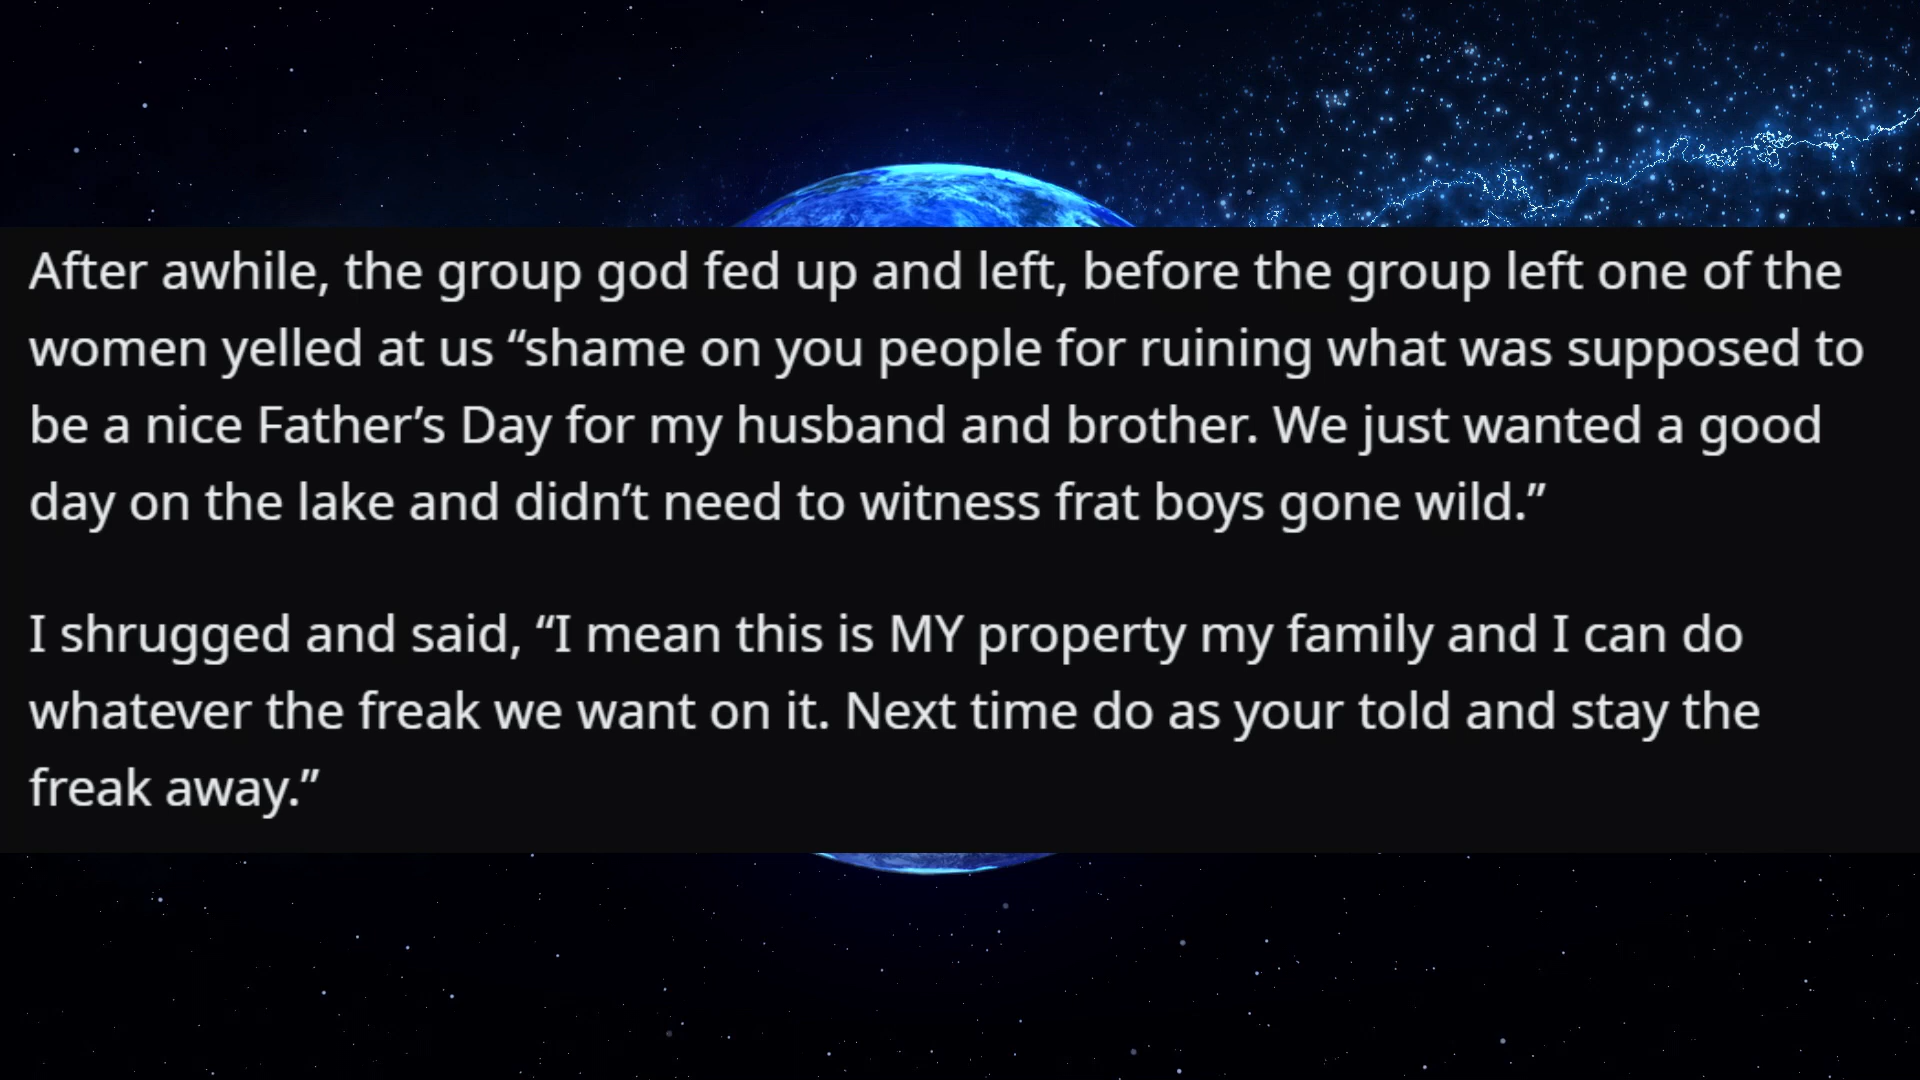 After awhile, the group god fed up and left, before the group left one of the
women yelled at us “shame on you people for ruining what was supposed to
be a nice Father’s Day for my husband and brother. We just wanted a good
day on the lake and didn’t need to witness frat boys gone wild.”
I shrugged and said, “I mean this is MY property my family and I can do
whatever the freak we want on it. Next time do as your told and stay the
freak away.”